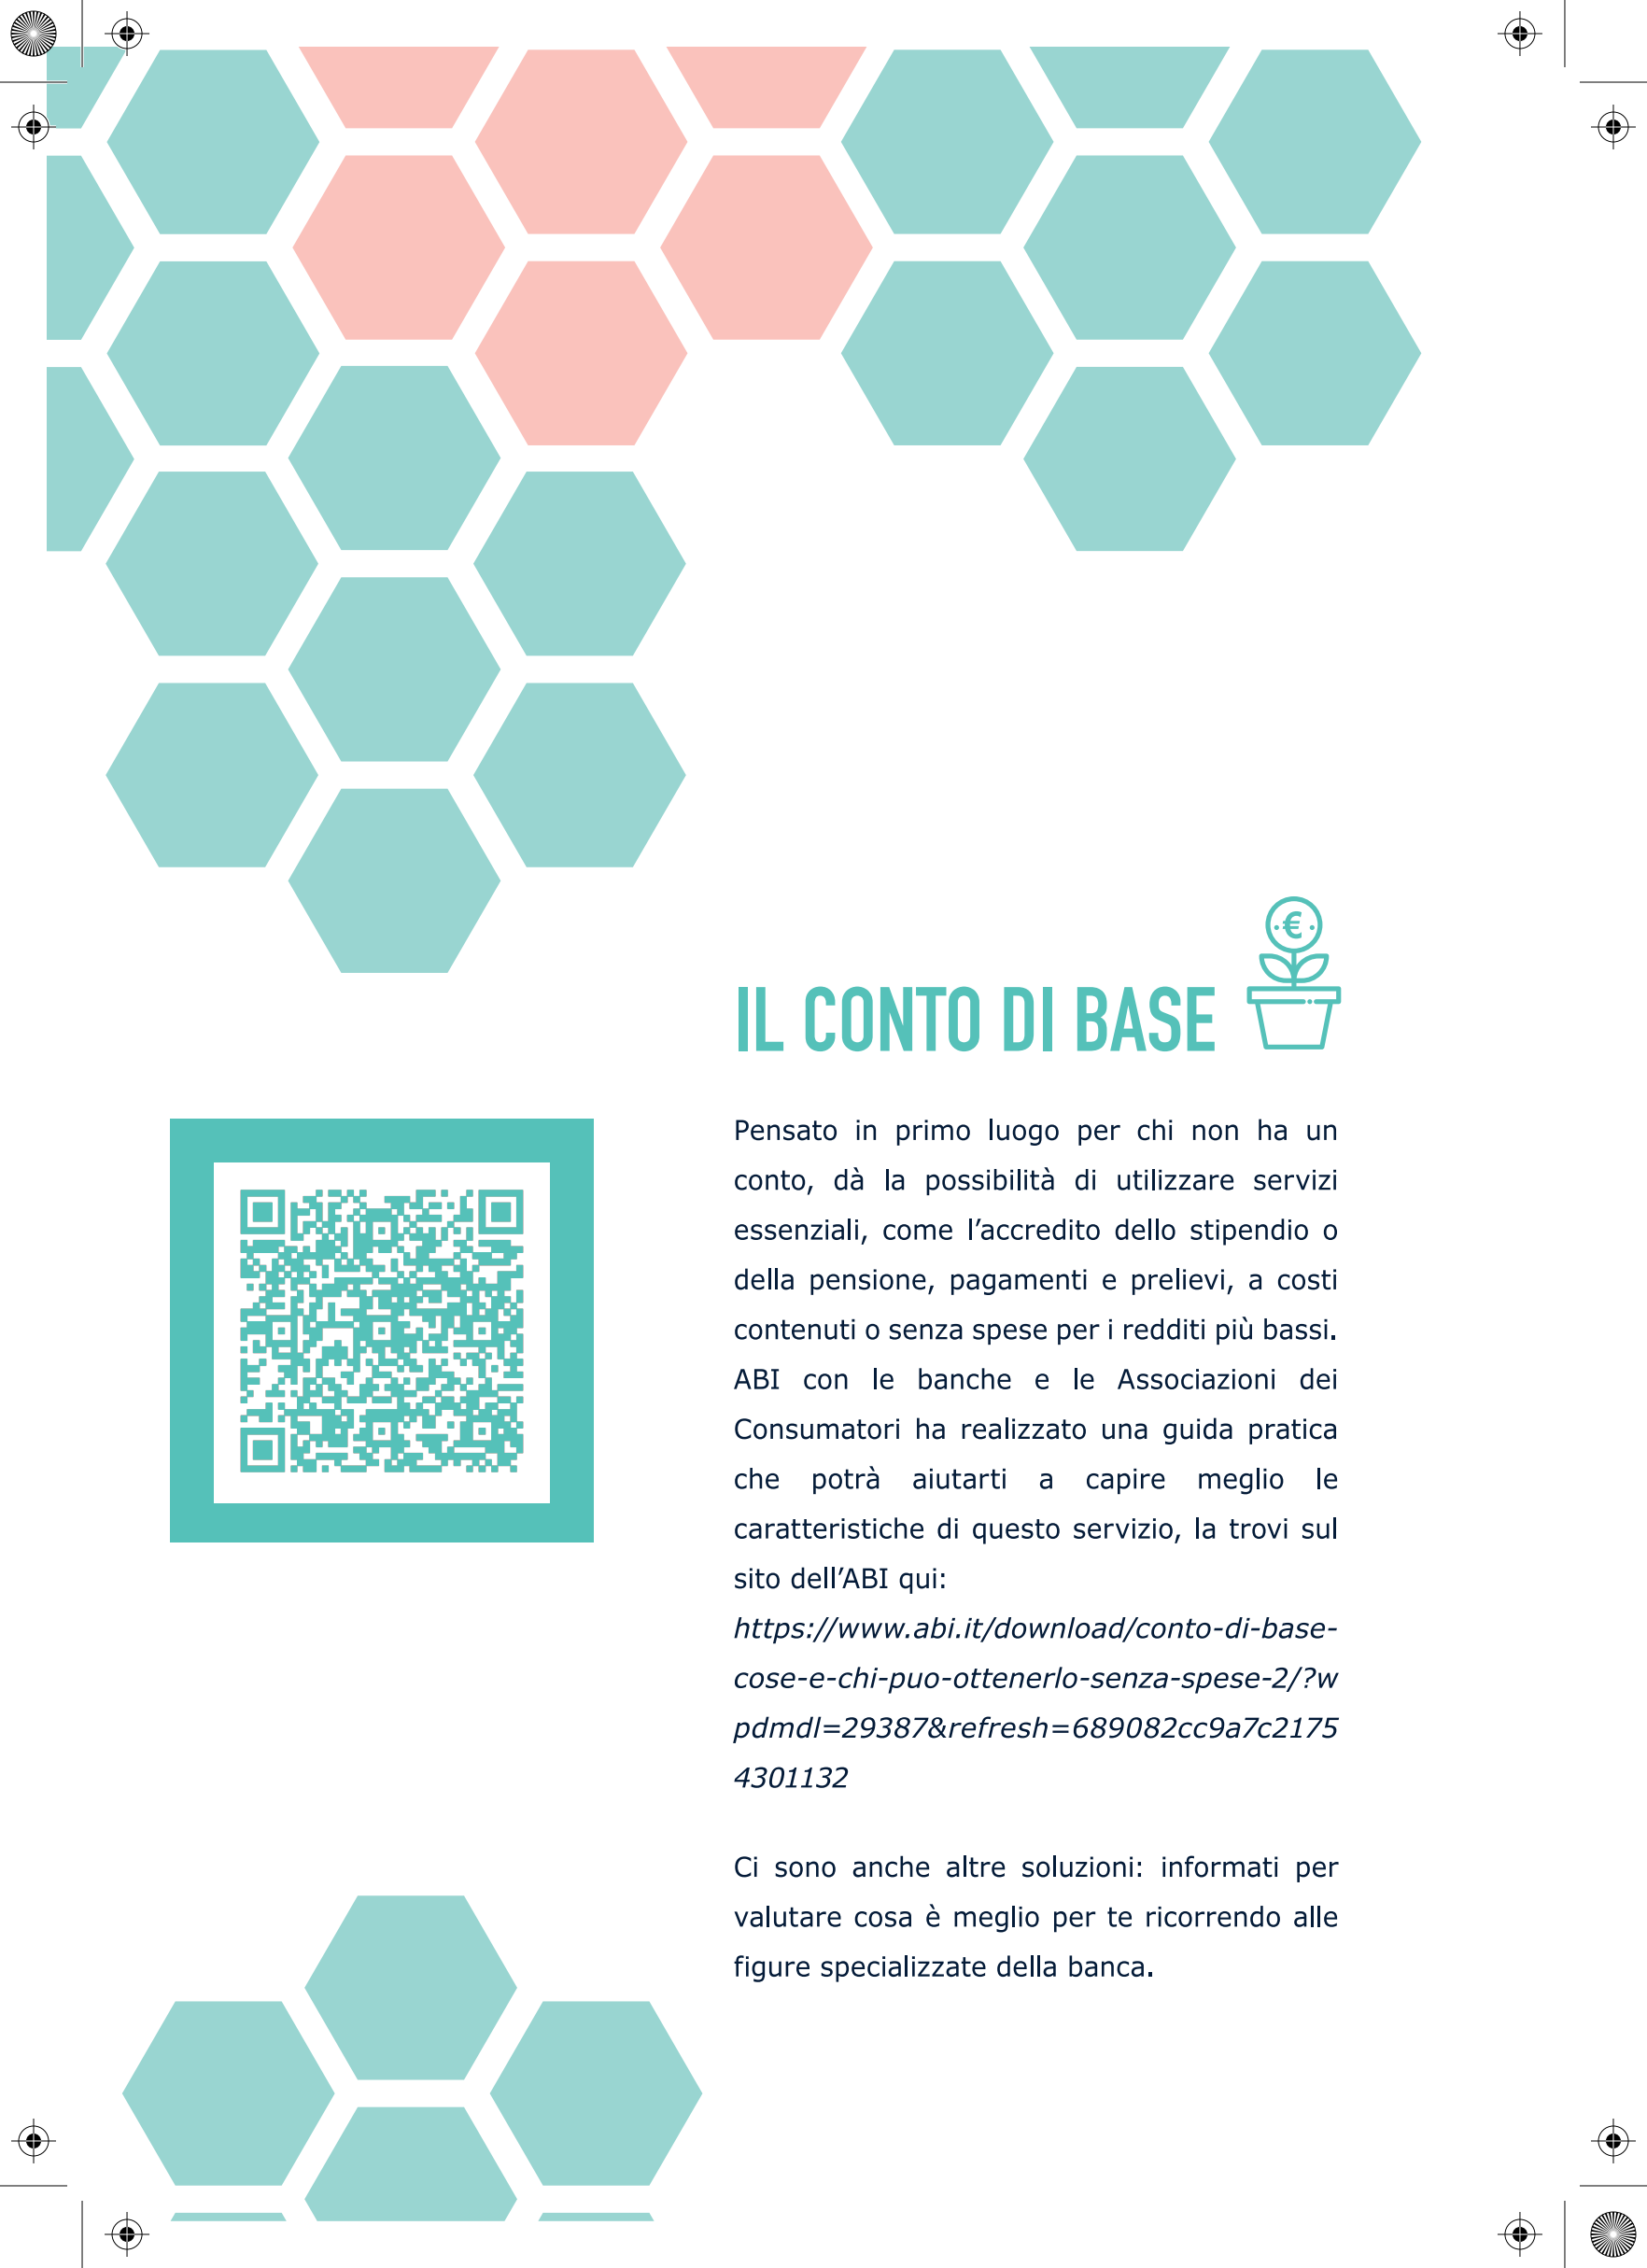 €
IL CONTO DI BASE
Pensato in primo luogo per chi non ha un
conto, dà la possibilità di utilizzare servizi
essenziali, come l’accredito dello stipendio o
della pensione, pagamenti e prelievi, a costi
contenuti o senza spese per i redditi più bassi.
ABI con le banche e le Associazioni dei
Consumatori ha realizzato una guida pratica
che potrà aiutarti a capire meglio le
caratteristiche di questo servizio, la trovi sul
sito dell’ABI qui:
https://www.abi.it/download/conto-di-base-
cose-e-chi-puo-ottenerlo-senza-spese-2/?w
pdmdl=29387&refresh=689082cc9a7c2175
4301132
Ci sono anche altre soluzioni: informati per
valutare cosa è meglio per te ricorrendo alle
figure specializzate della banca.